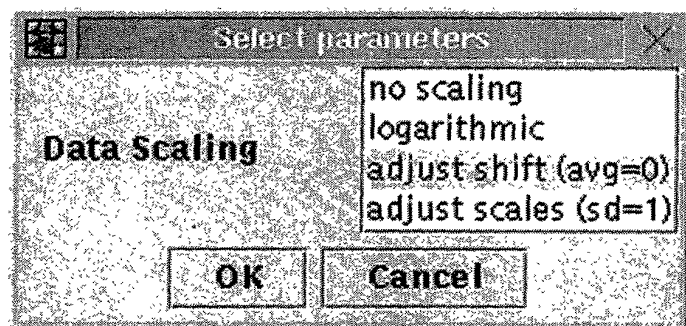 Select parameters
Data Scaling
no scaling
logarithmic
adjust shift (avg=0)
adjust scales (sd=1)
OK
Cancel